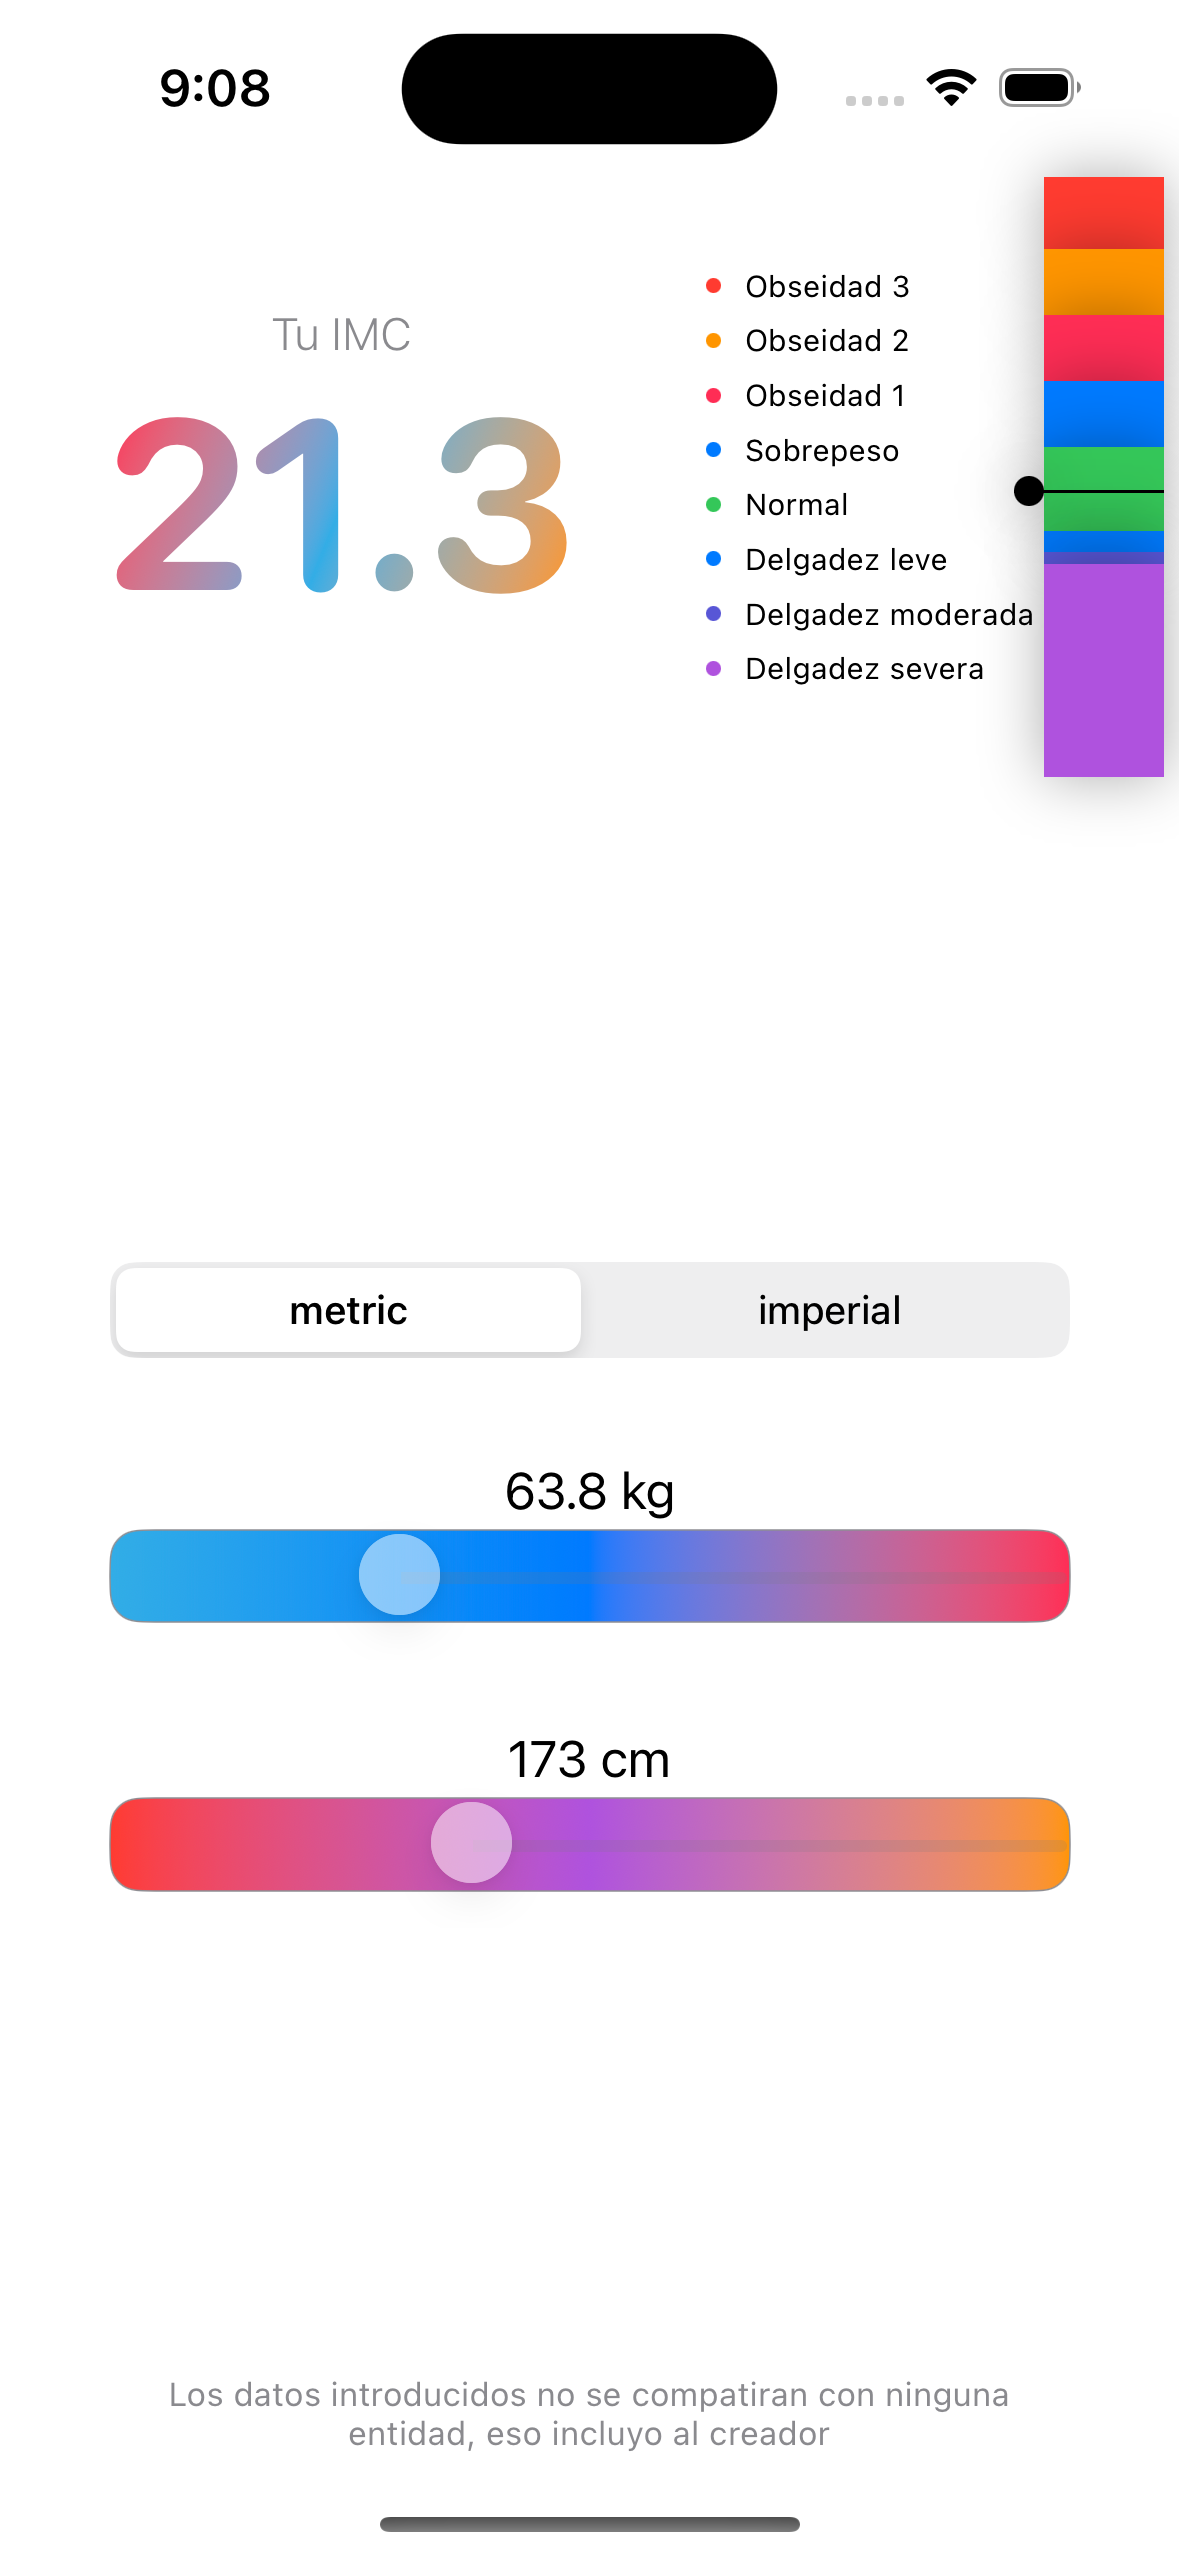 9:08
Tu IMC
21.3
Obseidad 3
Obseidad 2
Obseidad 1
Sobrepeso
Normal
Delgadez leve
Delgadez moderada
Delgadez severa
metric
imperial
63.8 kg
173 cm
Los datos introducidos no se compatiran con ninguna
entidad, eso incluyo al creador